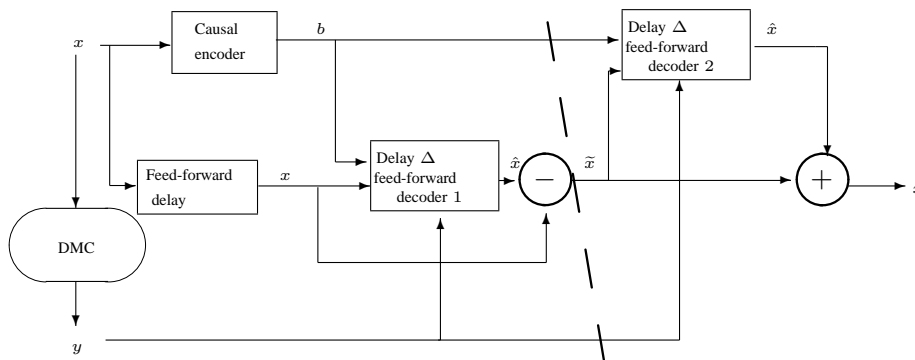 x
Causal
encoder
b
Delay Δ
feed-forward
decoder 2
x̂
Feed-forward
delay
x
Delay Δ
feed-forward
decoder 1
x̂
−
x̃
+
DMC
y